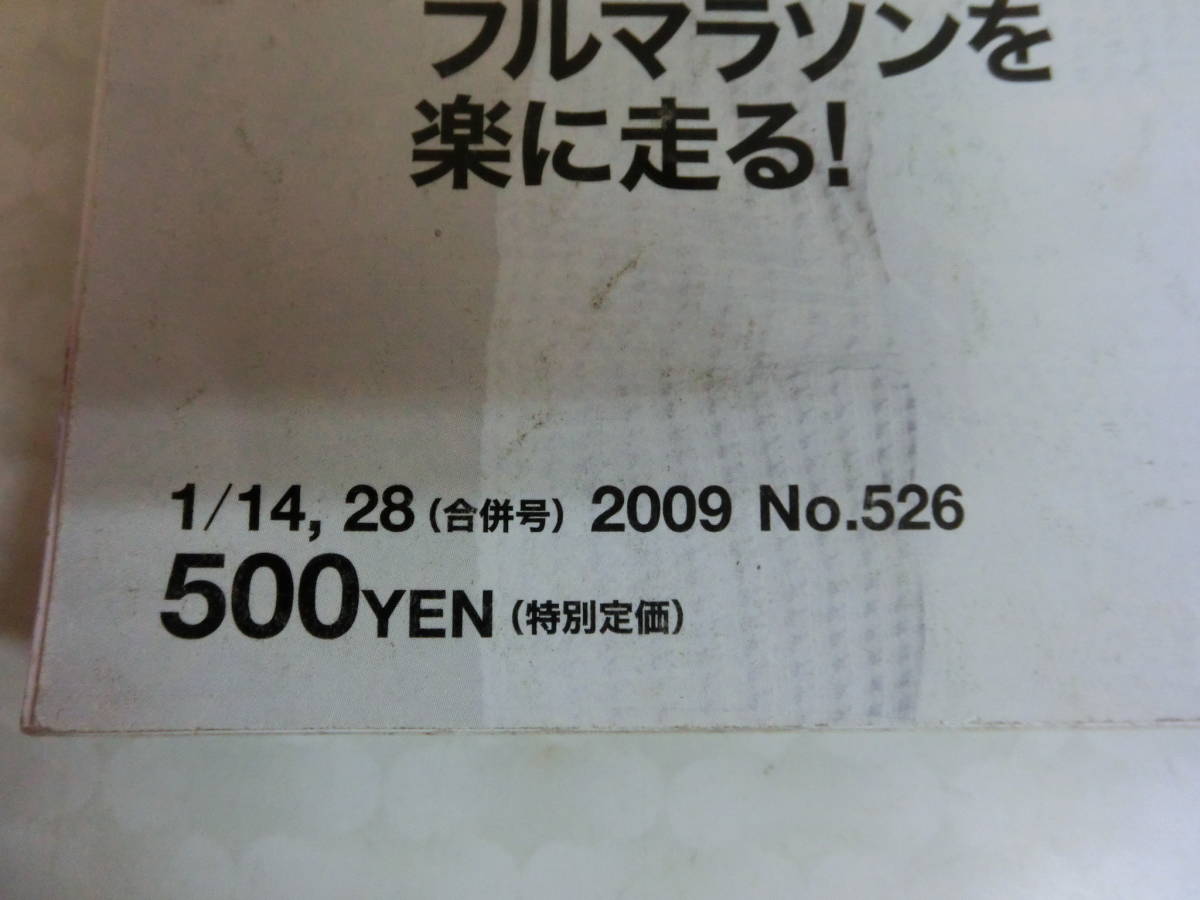 フルマラソンを
楽に走る!
1/14, 28(合併号) 2009 No.526
500YEN(特別定価)